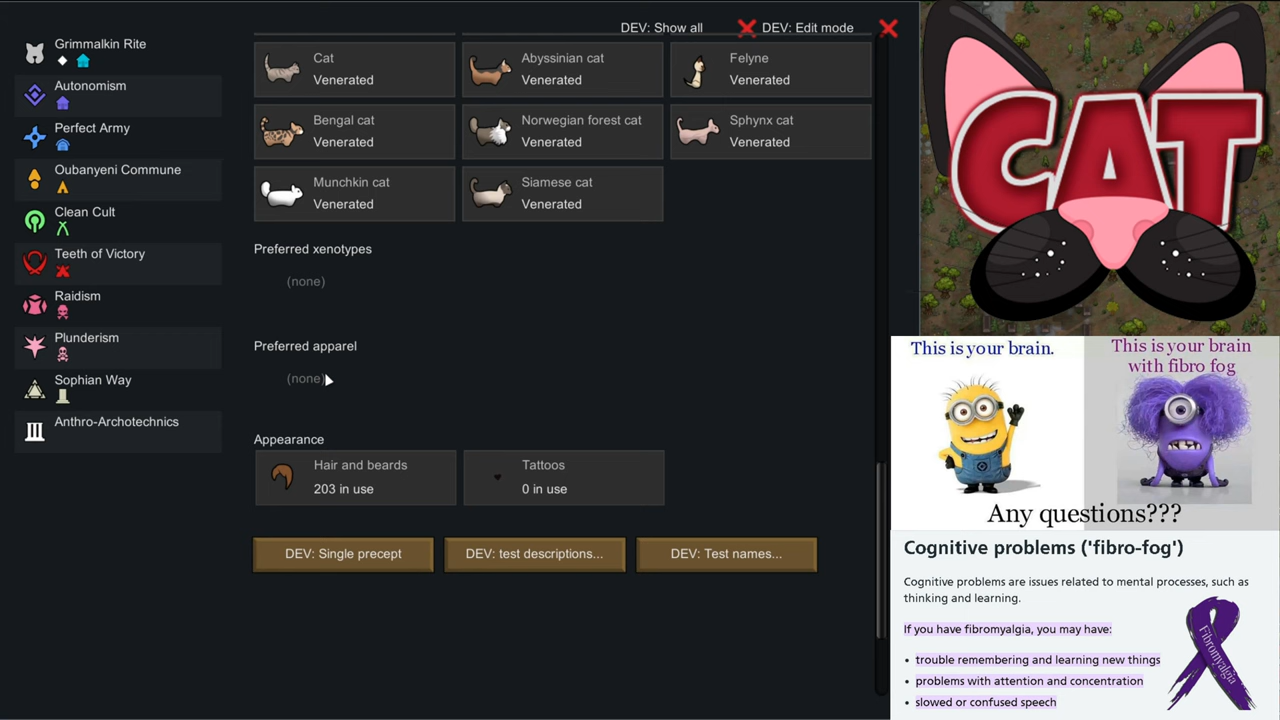 DEV: Show all
DEV: Edit mode
Grimmalkin Rite
Autonomism
Perfect Army
Oubanyeni Commune
Clean Cult
Teeth of Victory
Raidism
Plunderism
Sophian Way
Anthro-Archotechnics
Cat
Venerated
Abyssinian cat
Venerated
Felyne
Venerated
Bengal cat
Venerated
Norwegian forest cat
Venerated
Sphynx cat
Venerated
Munchkin cat
Venerated
Siamese cat
Venerated
Preferred xenotypes
(none)
Preferred apparel
(none)
Appearance
Hair and beards
203 in use
Tattoos
0 in use
DEV: Single precept
DEV: test descriptions...
DEV: Test names...
CAT
This is your brain.
This is your brain
with fibro fog
Any questions???
Cognitive problems ('fibro-fog')
Cognitive problems are issues related to mental processes, such as
thinking and learning.
If you have fibromyalgia, you may have:
• trouble remembering and learning new things
• problems with attention and concentration
• slowed or confused speech
Fibromyalgia